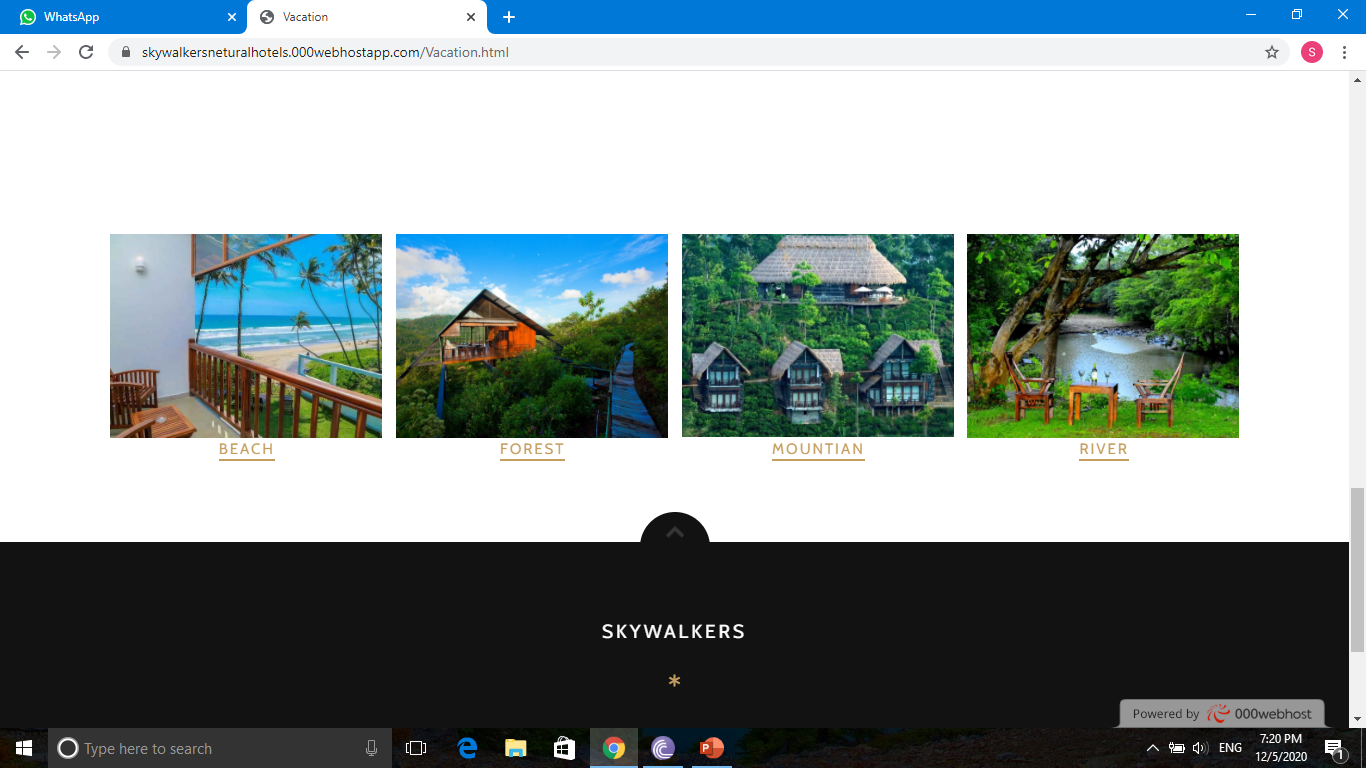 WhatsApp
Vacation
skywalkersneturalhotels.000webhostapp.com/Vacation.html
S
BEACH
FOREST
MOUNTIAN
RIVER
SKYWALKERS
*
Powered by 000webhost
Type here to search
ENG
7:20 PM
12/5/2020
1